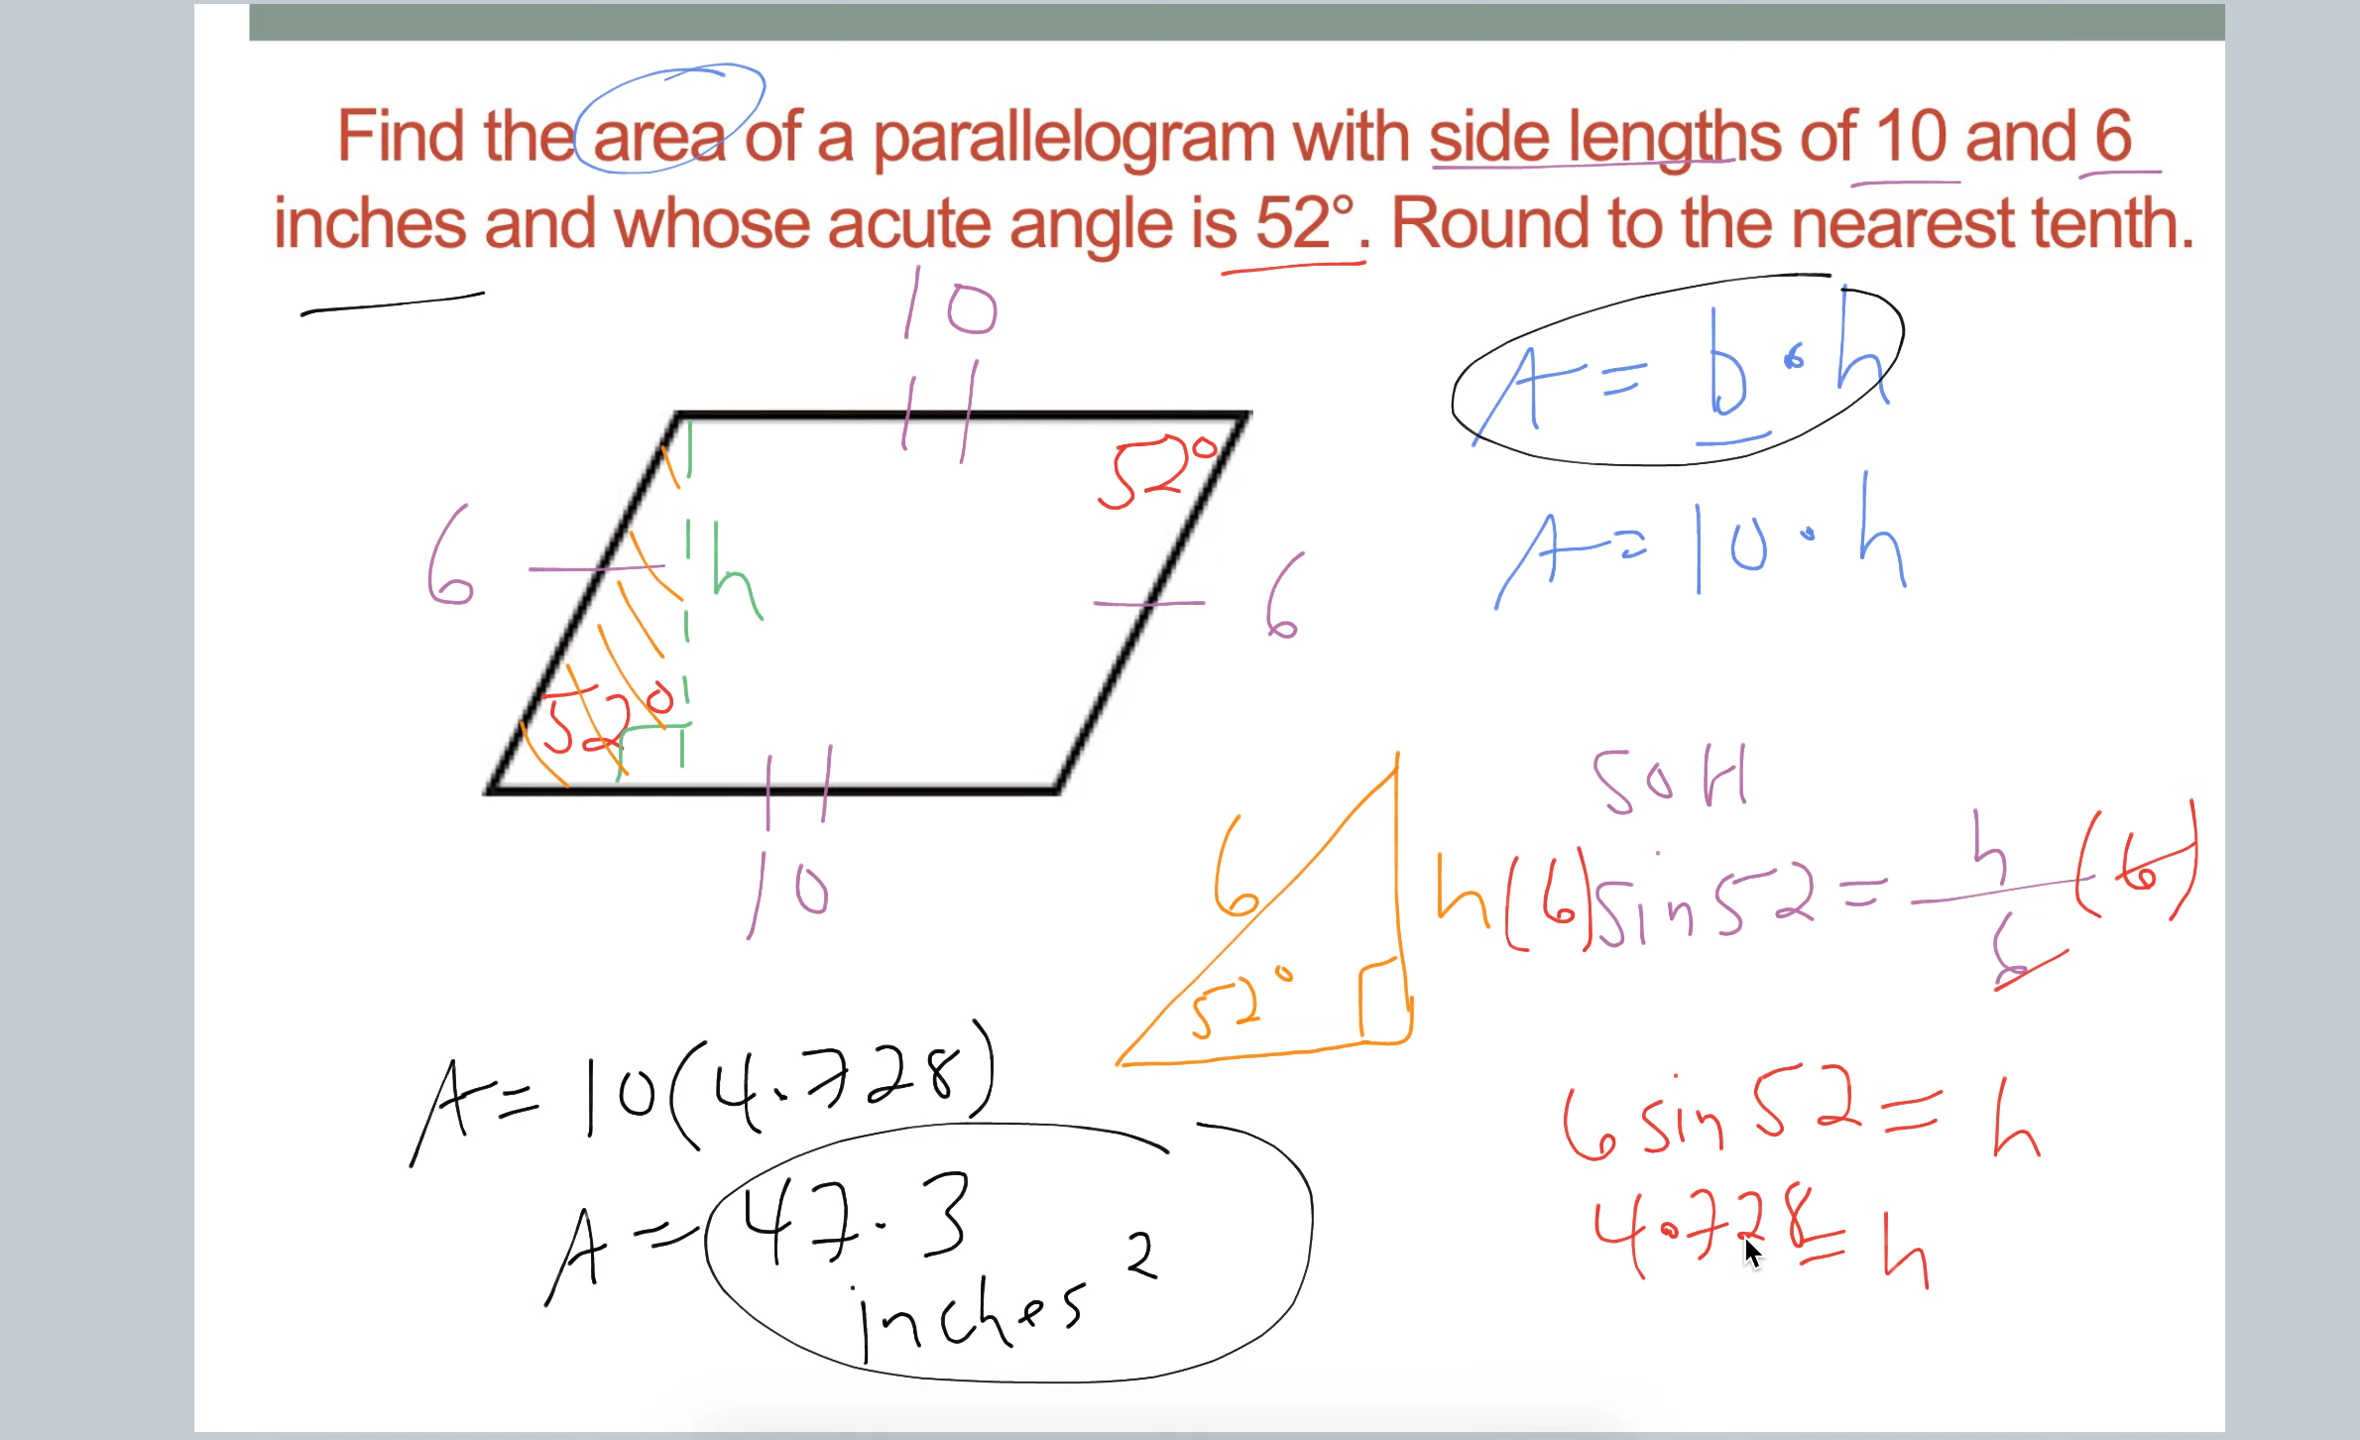 Find the area of a parallelogram with side lengths of 10 and 6
inches and whose acute angle is 52°. Round to the nearest tenth.
10
A = b • h
52°
A = 10 • h
6
h
6
52°
10
SOH
6
h
(6) sin 52 = h/6 (6)
52°
A = 10(4.728)
6 sin 52 = h
A = 47.3
inches²
4.728 = h